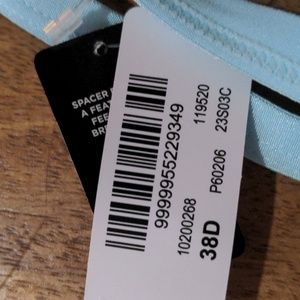 SPACER
A FEAT
FEE
BRE
119520
23S03C
9999955229349
P60206
10200268
38D